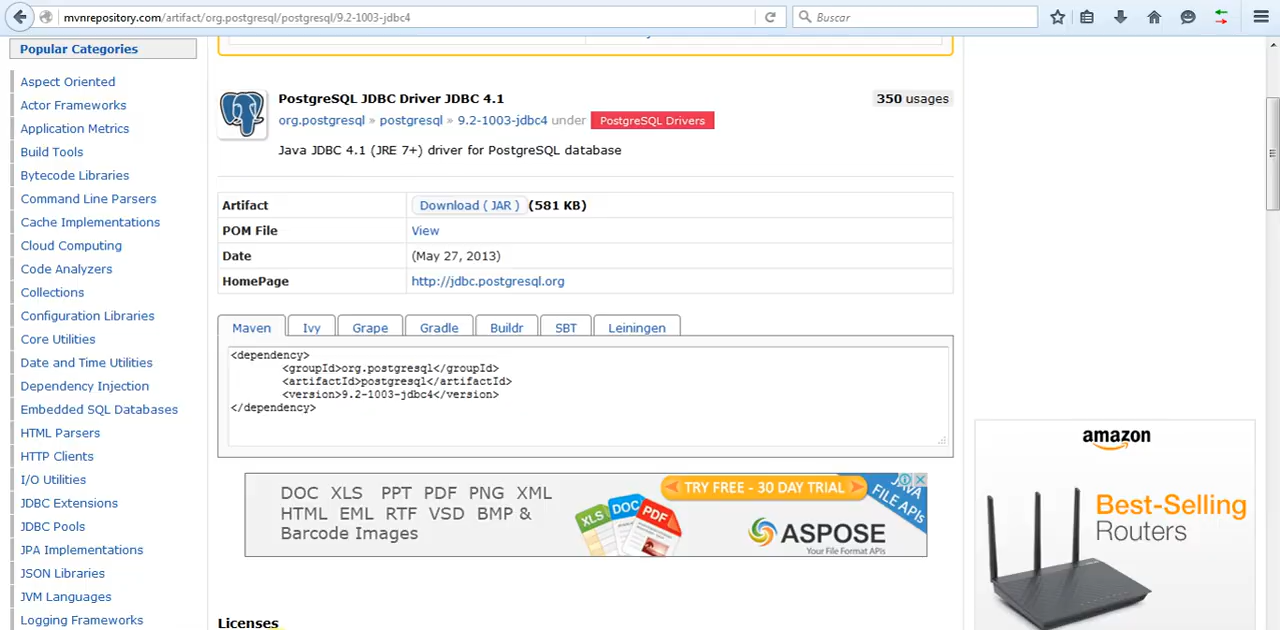 mvnrepository.com/artifact/org.postgresql/postgresql/9.2-1003-jdbc4
Buscar
Popular Categories
Aspect Oriented
Actor Frameworks
Application Metrics
Build Tools
Bytecode Libraries
Command Line Parsers
Cache Implementations
Cloud Computing
Code Analyzers
Collections
Configuration Libraries
Core Utilities
Date and Time Utilities
Dependency Injection
Embedded SQL Databases
HTML Parsers
HTTP Clients
I/O Utilities
JDBC Extensions
JDBC Pools
JPA Implementations
JSON Libraries
JVM Languages
Logging Frameworks
PostgreSQL JDBC Driver JDBC 4.1
350 usages
org.postgresql » postgresql » 9.2-1003-jdbc4 under PostgreSQL Drivers
Java JDBC 4.1 (JRE 7+) driver for PostgreSQL database
Artifact Download ( JAR ) (581 KB)
POM File View
Date (May 27, 2013)
HomePage http://jdbc.postgresql.org
Maven Ivy Grape Gradle Buildr SBT Leiningen
<dependency>
<groupId>org.postgresql</groupId>
<artifactId>postgresql</artifactId>
<version>9.2-1003-jdbc4</version>
</dependency>
DOC XLS PPT PDF PNG XML
HTML EML RTF VSD BMP &
Barcode Images
XLS DOC PDF
TRY FREE - 30 DAY TRIAL
JAVA
FILE APIs
ASPOSE
Your File Format APIs
Licenses
amazon
Best-Selling
Routers